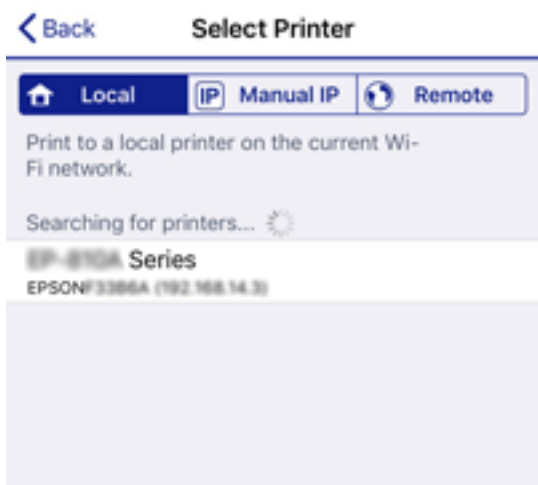 Back
Select Printer
Local
IP Manual IP
Remote
Print to a local printer on the current Wi-
Fi network.
Searching for printers...
Series
EPSON